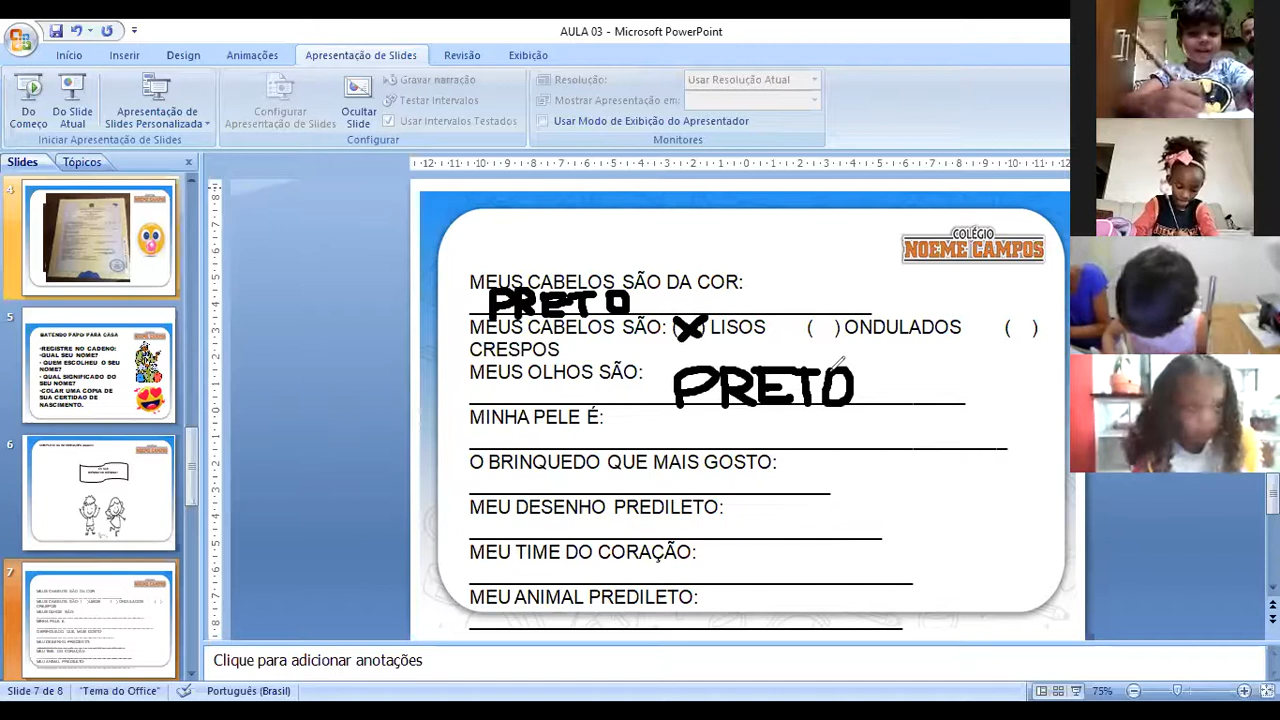 AULA 03 - Microsoft PowerPoint
Início Inserir Design Animações Apresentação de Slides Revisão Exibição
Do Começo
Do Slide Atual
Apresentação de Slides Personalizada
Configurar Apresentação de Slides
Ocultar Slide
Gravar narração
Testar Intervalos
Usar Intervalos Testados
Resolução: Usar Resolução Atual
Mostrar Apresentação em:
Usar Modo de Exibição do Apresentador
Iniciar Apresentação de Slides Configurar Monitores
Slides Tópicos
4
5
BATENDO PAPO PARA CASA
•REGISTRE NO CADENO:
•QUAL SEU NOME?
• QUEM ESCOLHEU O SEU
NOME?
•QUAL SIGNIFICADO DO
SEU NOME?
•COLAR UMA COPIA DE
SUA CERTIDAO DE
NASCIMENTO.
6
7
COLÉGIO
NOEME CAMPOS
MEUS CABELOS SÃO DA COR:
PRETO
MEUS CABELOS SÃO: (X) LISOS ( ) ONDULADOS ( )
CRESPOS
MEUS OLHOS SÃO:
PRETO
MINHA PELE É:
O BRINQUEDO QUE MAIS GOSTO:
MEU DESENHO PREDILETO:
MEU TIME DO CORAÇÃO:
MEU ANIMAL PREDILETO:
Clique para adicionar anotações
Slide 7 de 8 "Tema do Office" Português (Brasil) 75%